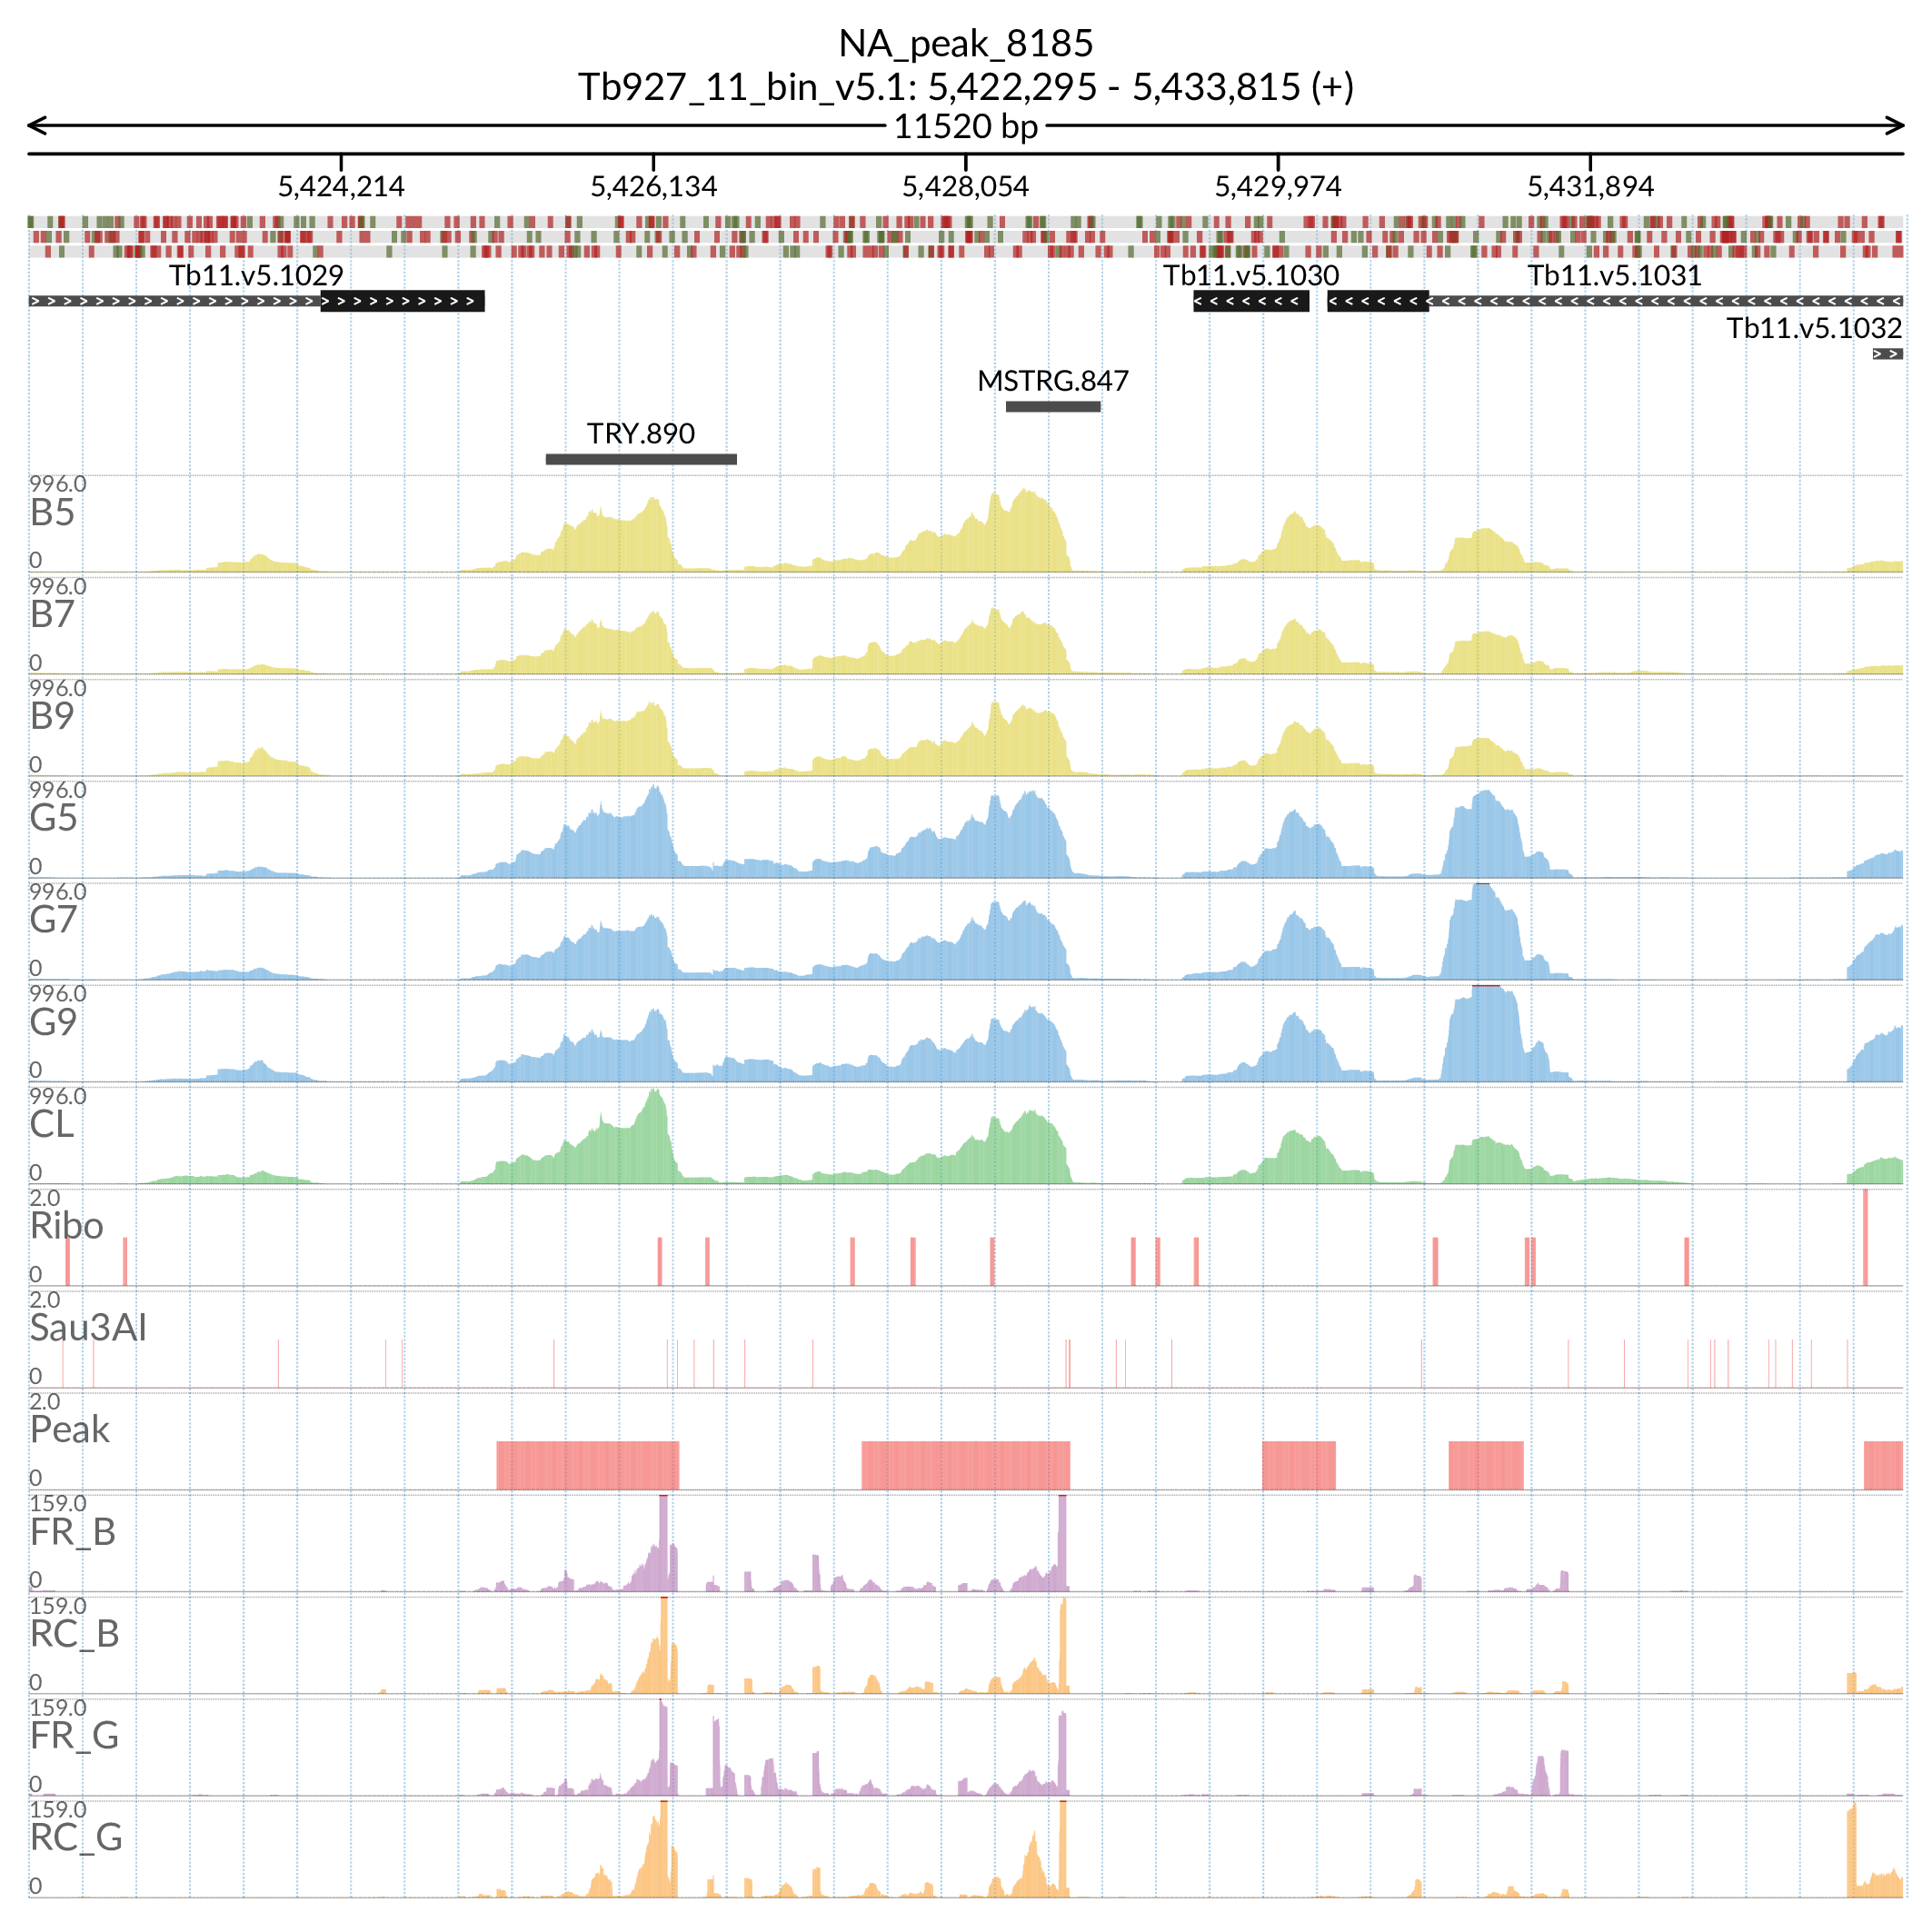 NA_peak_8185
Tb927_11_bin_v5.1: 5,422,295 - 5,433,815 (+)
11520 bp
5,424,214 5,426,134 5,428,054 5,429,974 5,431,894
Tb11.v5.1029 Tb11.v5.1030 Tb11.v5.1031
Tb11.v5.1032
MSTRG.847
TRY.890
996.0
B5
0
996.0
B7
0
996.0
B9
0
996.0
G5
0
996.0
G7
0
996.0
G9
0
996.0
CL
0
2.0
Ribo
0
2.0
Sau3AI
0
2.0
Peak
0
159.0
FR_B
0
159.0
RC_B
0
159.0
FR_G
0
159.0
RC_G
0